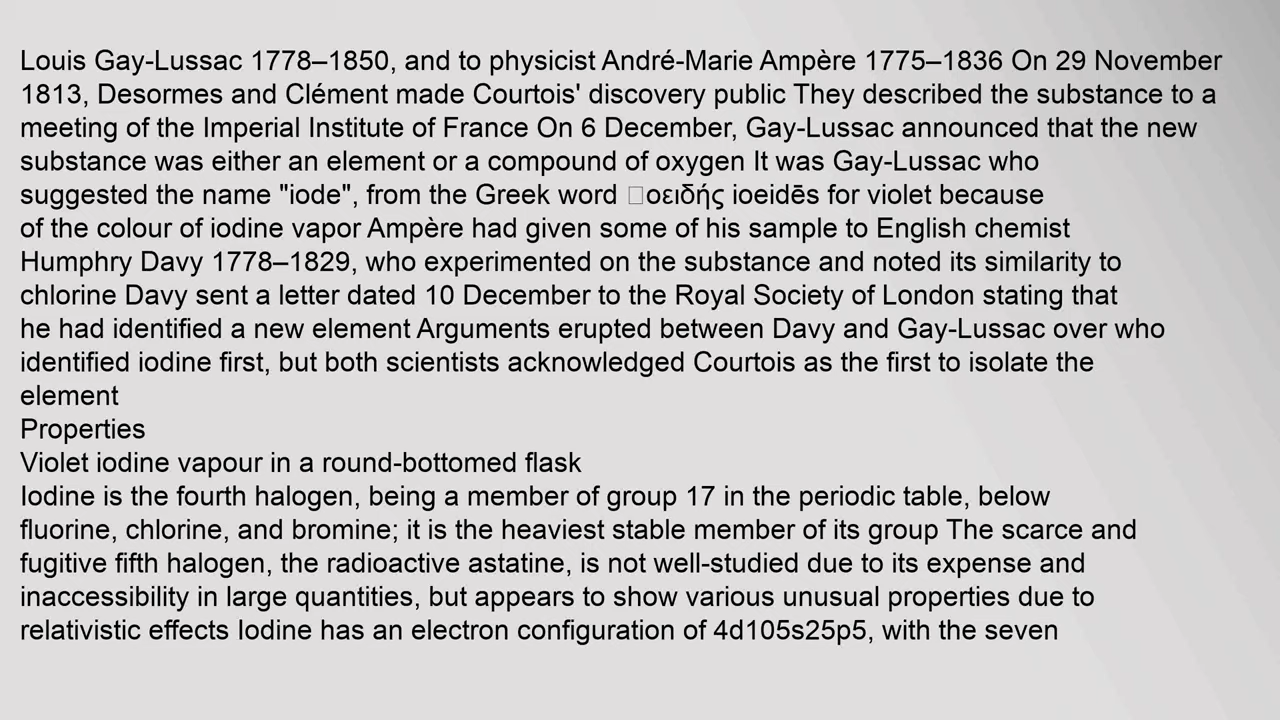 Louis Gay-Lussac 1778–1850, and to physicist André-Marie Ampère 1775–1836 On 29 November
1813, Desormes and Clément made Courtois' discovery public They described the substance to a
meeting of the Imperial Institute of France On 6 December, Gay-Lussac announced that the new
substance was either an element or a compound of oxygen It was Gay-Lussac who
suggested the name "iode", from the Greek word □οειδής ioeidēs for violet because
of the colour of iodine vapor Ampère had given some of his sample to English chemist
Humphry Davy 1778–1829, who experimented on the substance and noted its similarity to
chlorine Davy sent a letter dated 10 December to the Royal Society of London stating that
he had identified a new element Arguments erupted between Davy and Gay-Lussac over who
identified iodine first, but both scientists acknowledged Courtois as the first to isolate the
element
Properties
Violet iodine vapour in a round-bottomed flask
Iodine is the fourth halogen, being a member of group 17 in the periodic table, below
fluorine, chlorine, and bromine; it is the heaviest stable member of its group The scarce and
fugitive fifth halogen, the radioactive astatine, is not well-studied due to its expense and
inaccessibility in large quantities, but appears to show various unusual properties due to
relativistic effects Iodine has an electron configuration of 4d105s25p5, with the seven